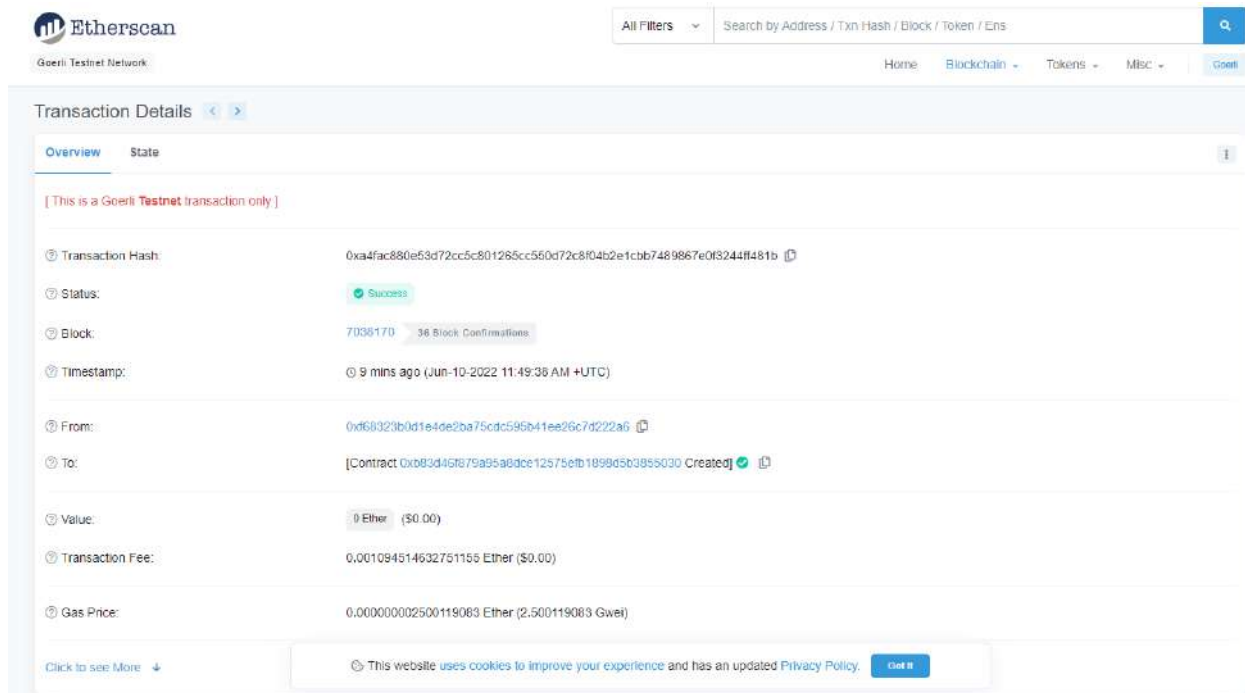 Etherscan
All Filters
Search by Address / Txn Hash / Block / Token / Ens
Goerli Testnet Network
Home Blockchain Tokens Misc Goerli
Transaction Details < >
Overview State
[ This is a Goerli Testnet transaction only ]
Transaction Hash: 0xa4fac880e53d72cc5c801265cc550d72c8f04b2e1cbb7489867e0f3244ff481b
Status: Success
Block: 7036170 36 Block Confirmations
Timestamp: 9 mins ago (Jun-10-2022 11:49:38 AM +UTC)
From: 0xf68323b0d1e4de2ba75cdc595b41ee26c7d222a6
To: [Contract 0xb83d46f879a95a8dce12575efb1898d5b3855030 Created]
Value: 0 Ether ($0.00)
Transaction Fee: 0.001094514632751155 Ether ($0.00)
Gas Price: 0.000000002500119083 Ether (2.500119083 Gwei)
Click to see More
This website uses cookies to improve your experience and has an updated Privacy Policy. Got It